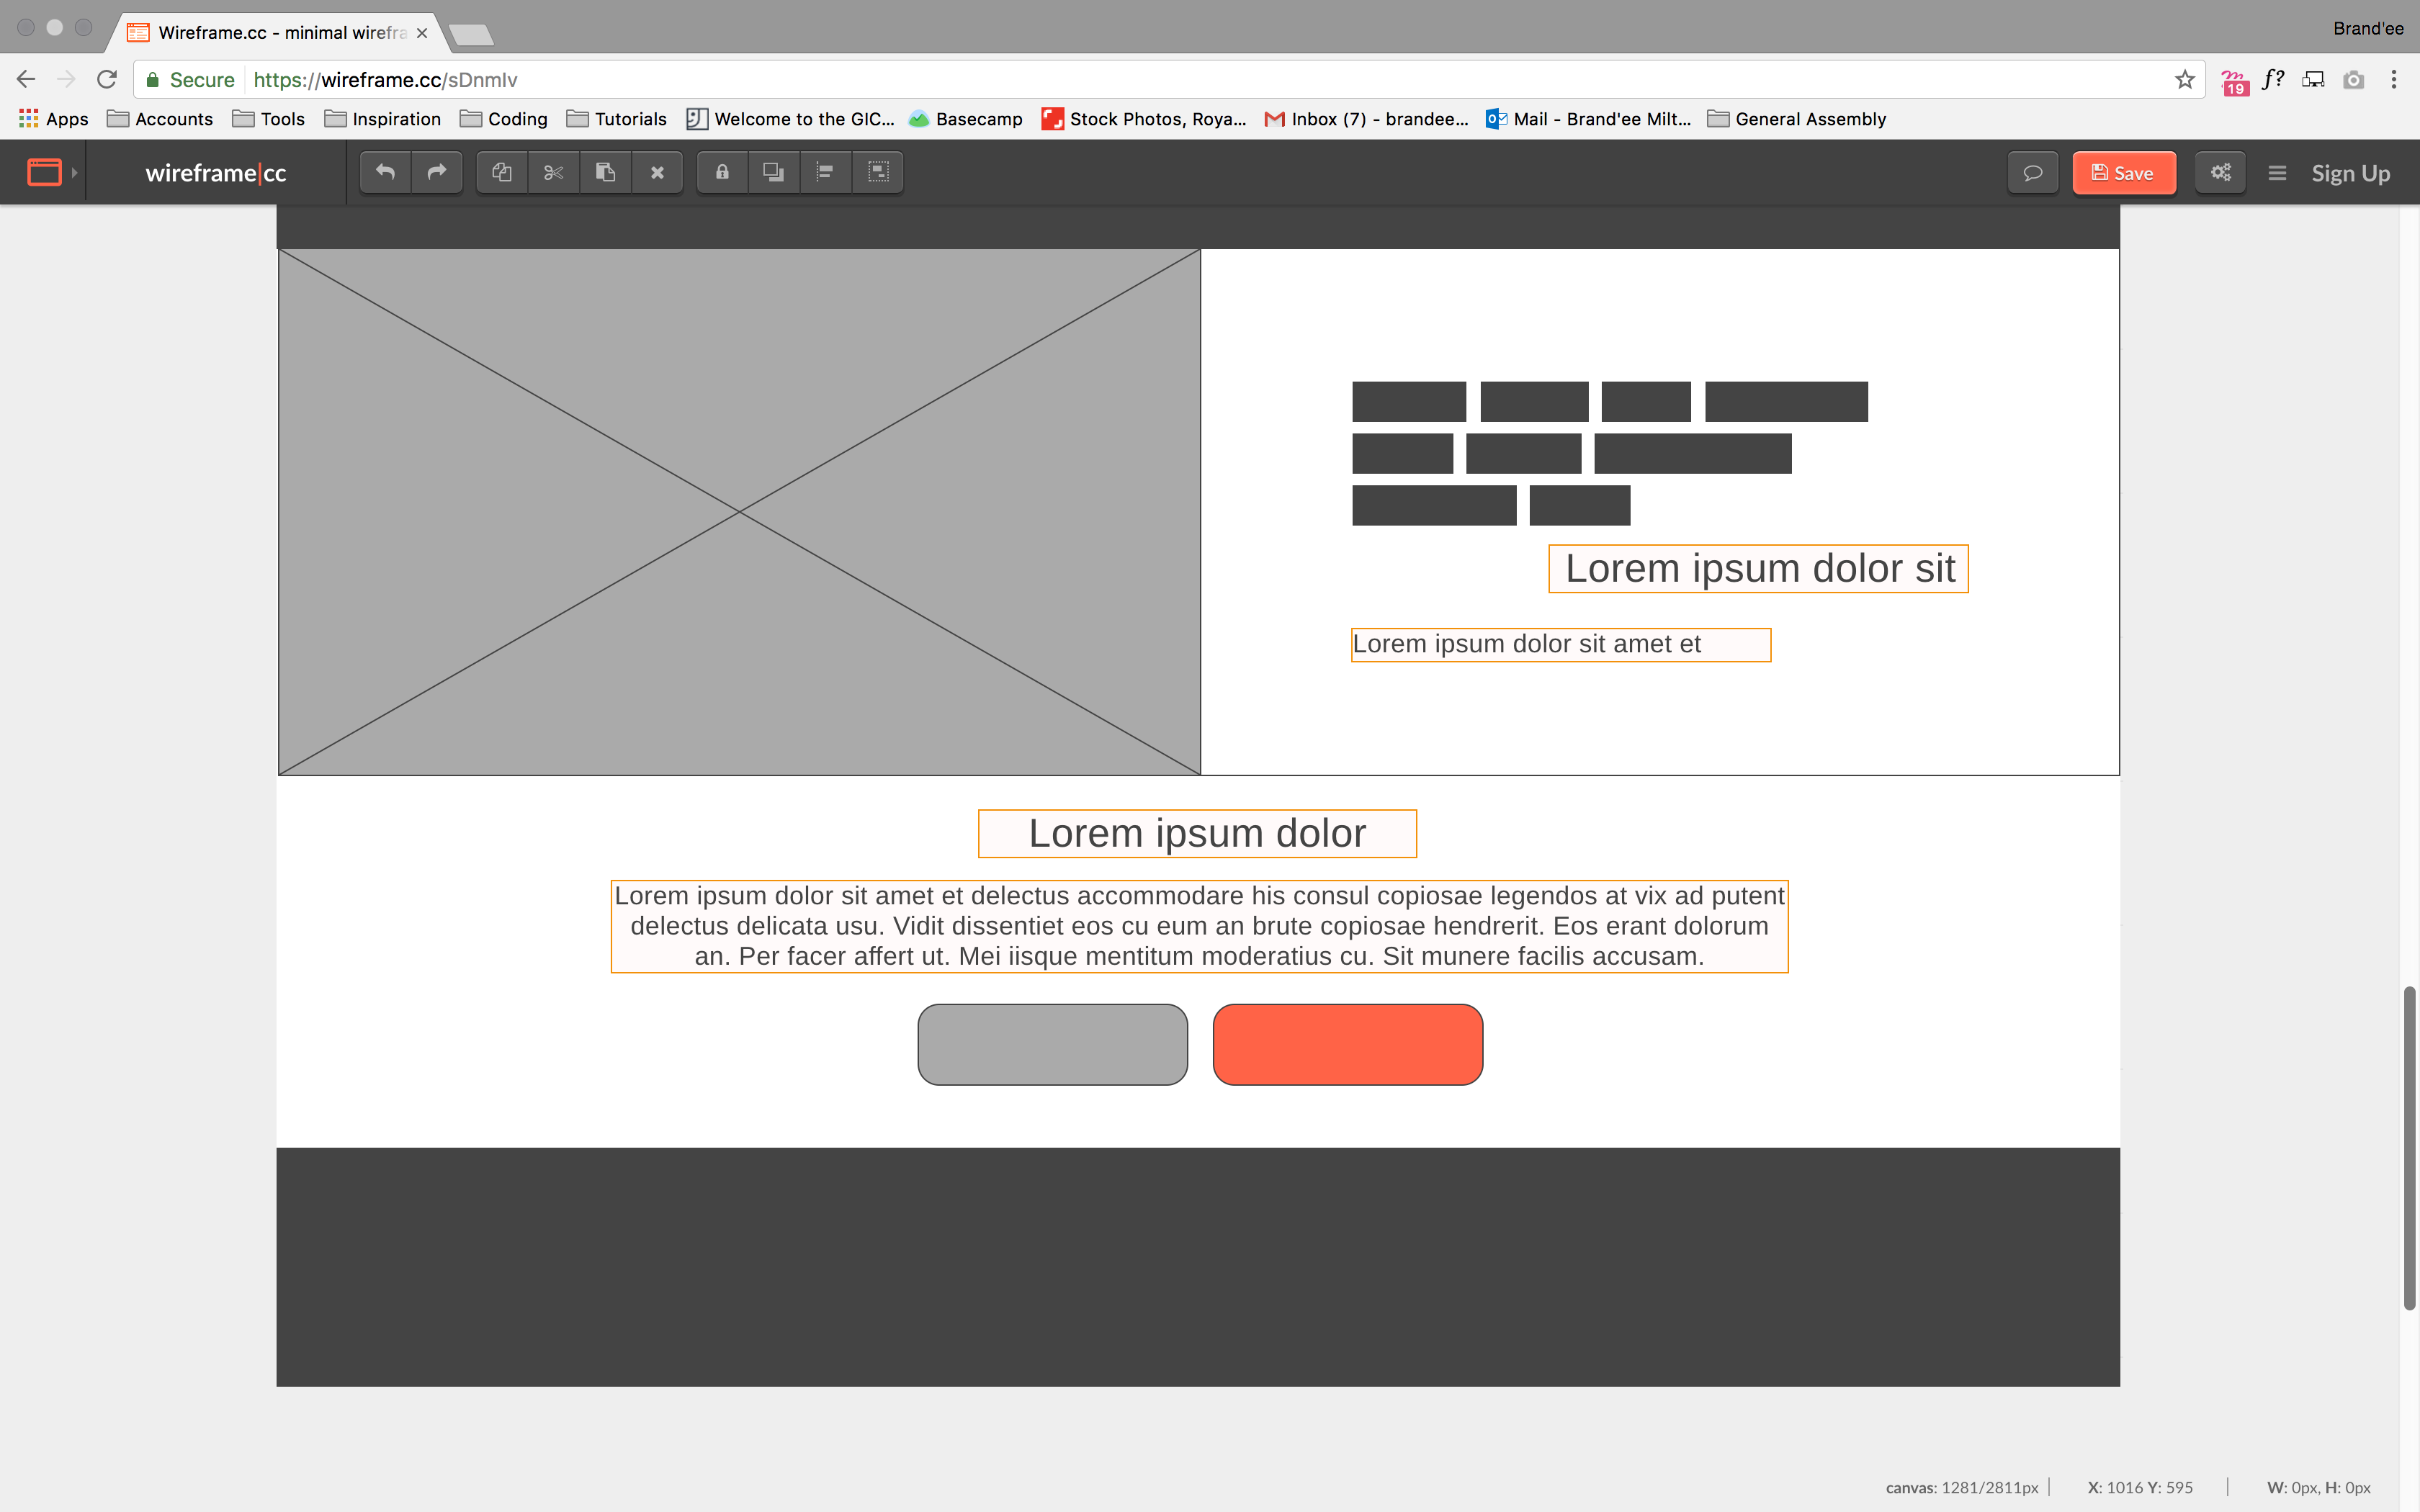 Brand'ee
Wireframe.cc - minimal wirefra
Secure https://wireframe.cc/sDnmIv
19 f?
Apps Accounts Tools Inspiration Coding Tutorials Welcome to the GIC... Basecamp Stock Photos, Roya... Inbox (7) - brandee... Mail - Brand'ee Milt... General Assembly
wireframe|cc Save Sign Up
Lorem ipsum dolor sit
Lorem ipsum dolor sit amet et
Lorem ipsum dolor
Lorem ipsum dolor sit amet et delectus accommodare his consul copiosae legendos at vix ad putent
delectus delicata usu. Vidit dissentiet eos cu eum an brute copiosae hendrerit. Eos erant dolorum
an. Per facer affert ut. Mei iisque mentitum moderatius cu. Sit munere facilis accusam.
canvas: 1281/2811px X: 1016 Y: 595 W: 0px, H: 0px